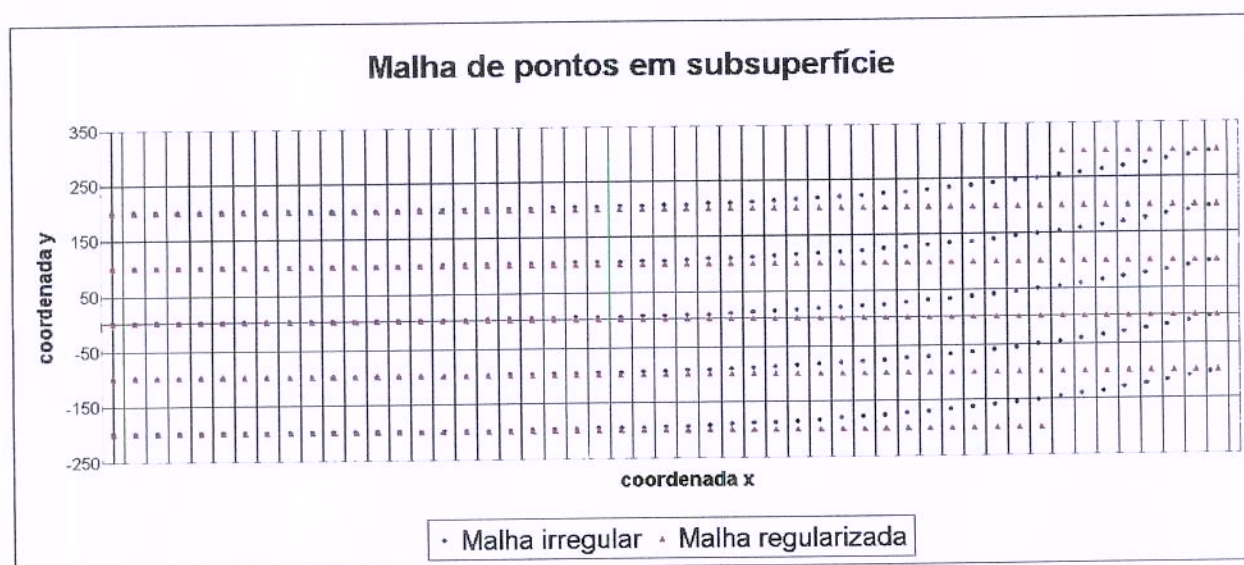 Malha de pontos em subsuperfície
350
250
150
50
-50
-150
-250
coordenada y
coordenada x
Malha irregular
Malha regularizada